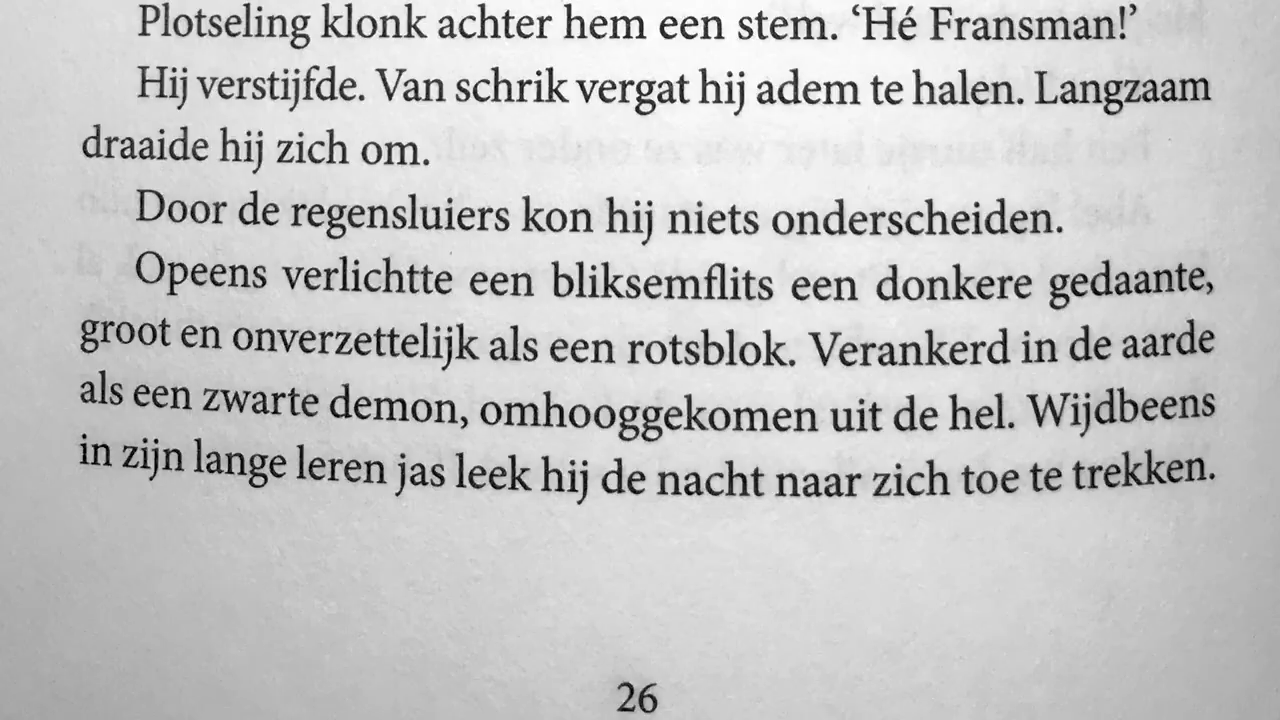 Plotseling klonk achter hem een stem. ‘Hé Fransman!’
Hij verstijfde. Van schrik vergat hij adem te halen. Langzaam
draaide hij zich om.
Door de regensluiers kon hij niets onderscheiden.
Opeens verlichtte een bliksemflits een donkere gedaante,
groot en onverzettelijk als een rotsblok. Verankerd in de aarde
als een zwarte demon, omhooggekomen uit de hel. Wijdbeens
in zijn lange leren jas leek hij de nacht naar zich toe te trekken.
26